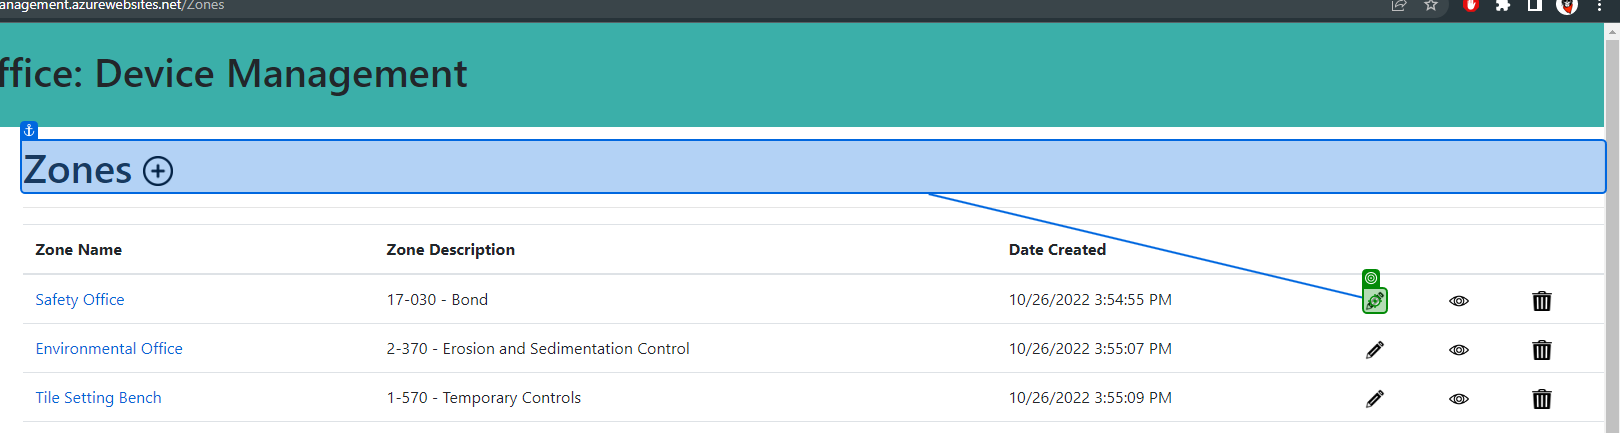 anagement.azurewebsites.net/Zones
ffice: Device Management
Zones
Zone Name Zone Description Date Created
Safety Office 17-030 - Bond 10/26/2022 3:54:55 PM
Environmental Office 2-370 - Erosion and Sedimentation Control 10/26/2022 3:55:07 PM
Tile Setting Bench 1-570 - Temporary Controls 10/26/2022 3:55:09 PM